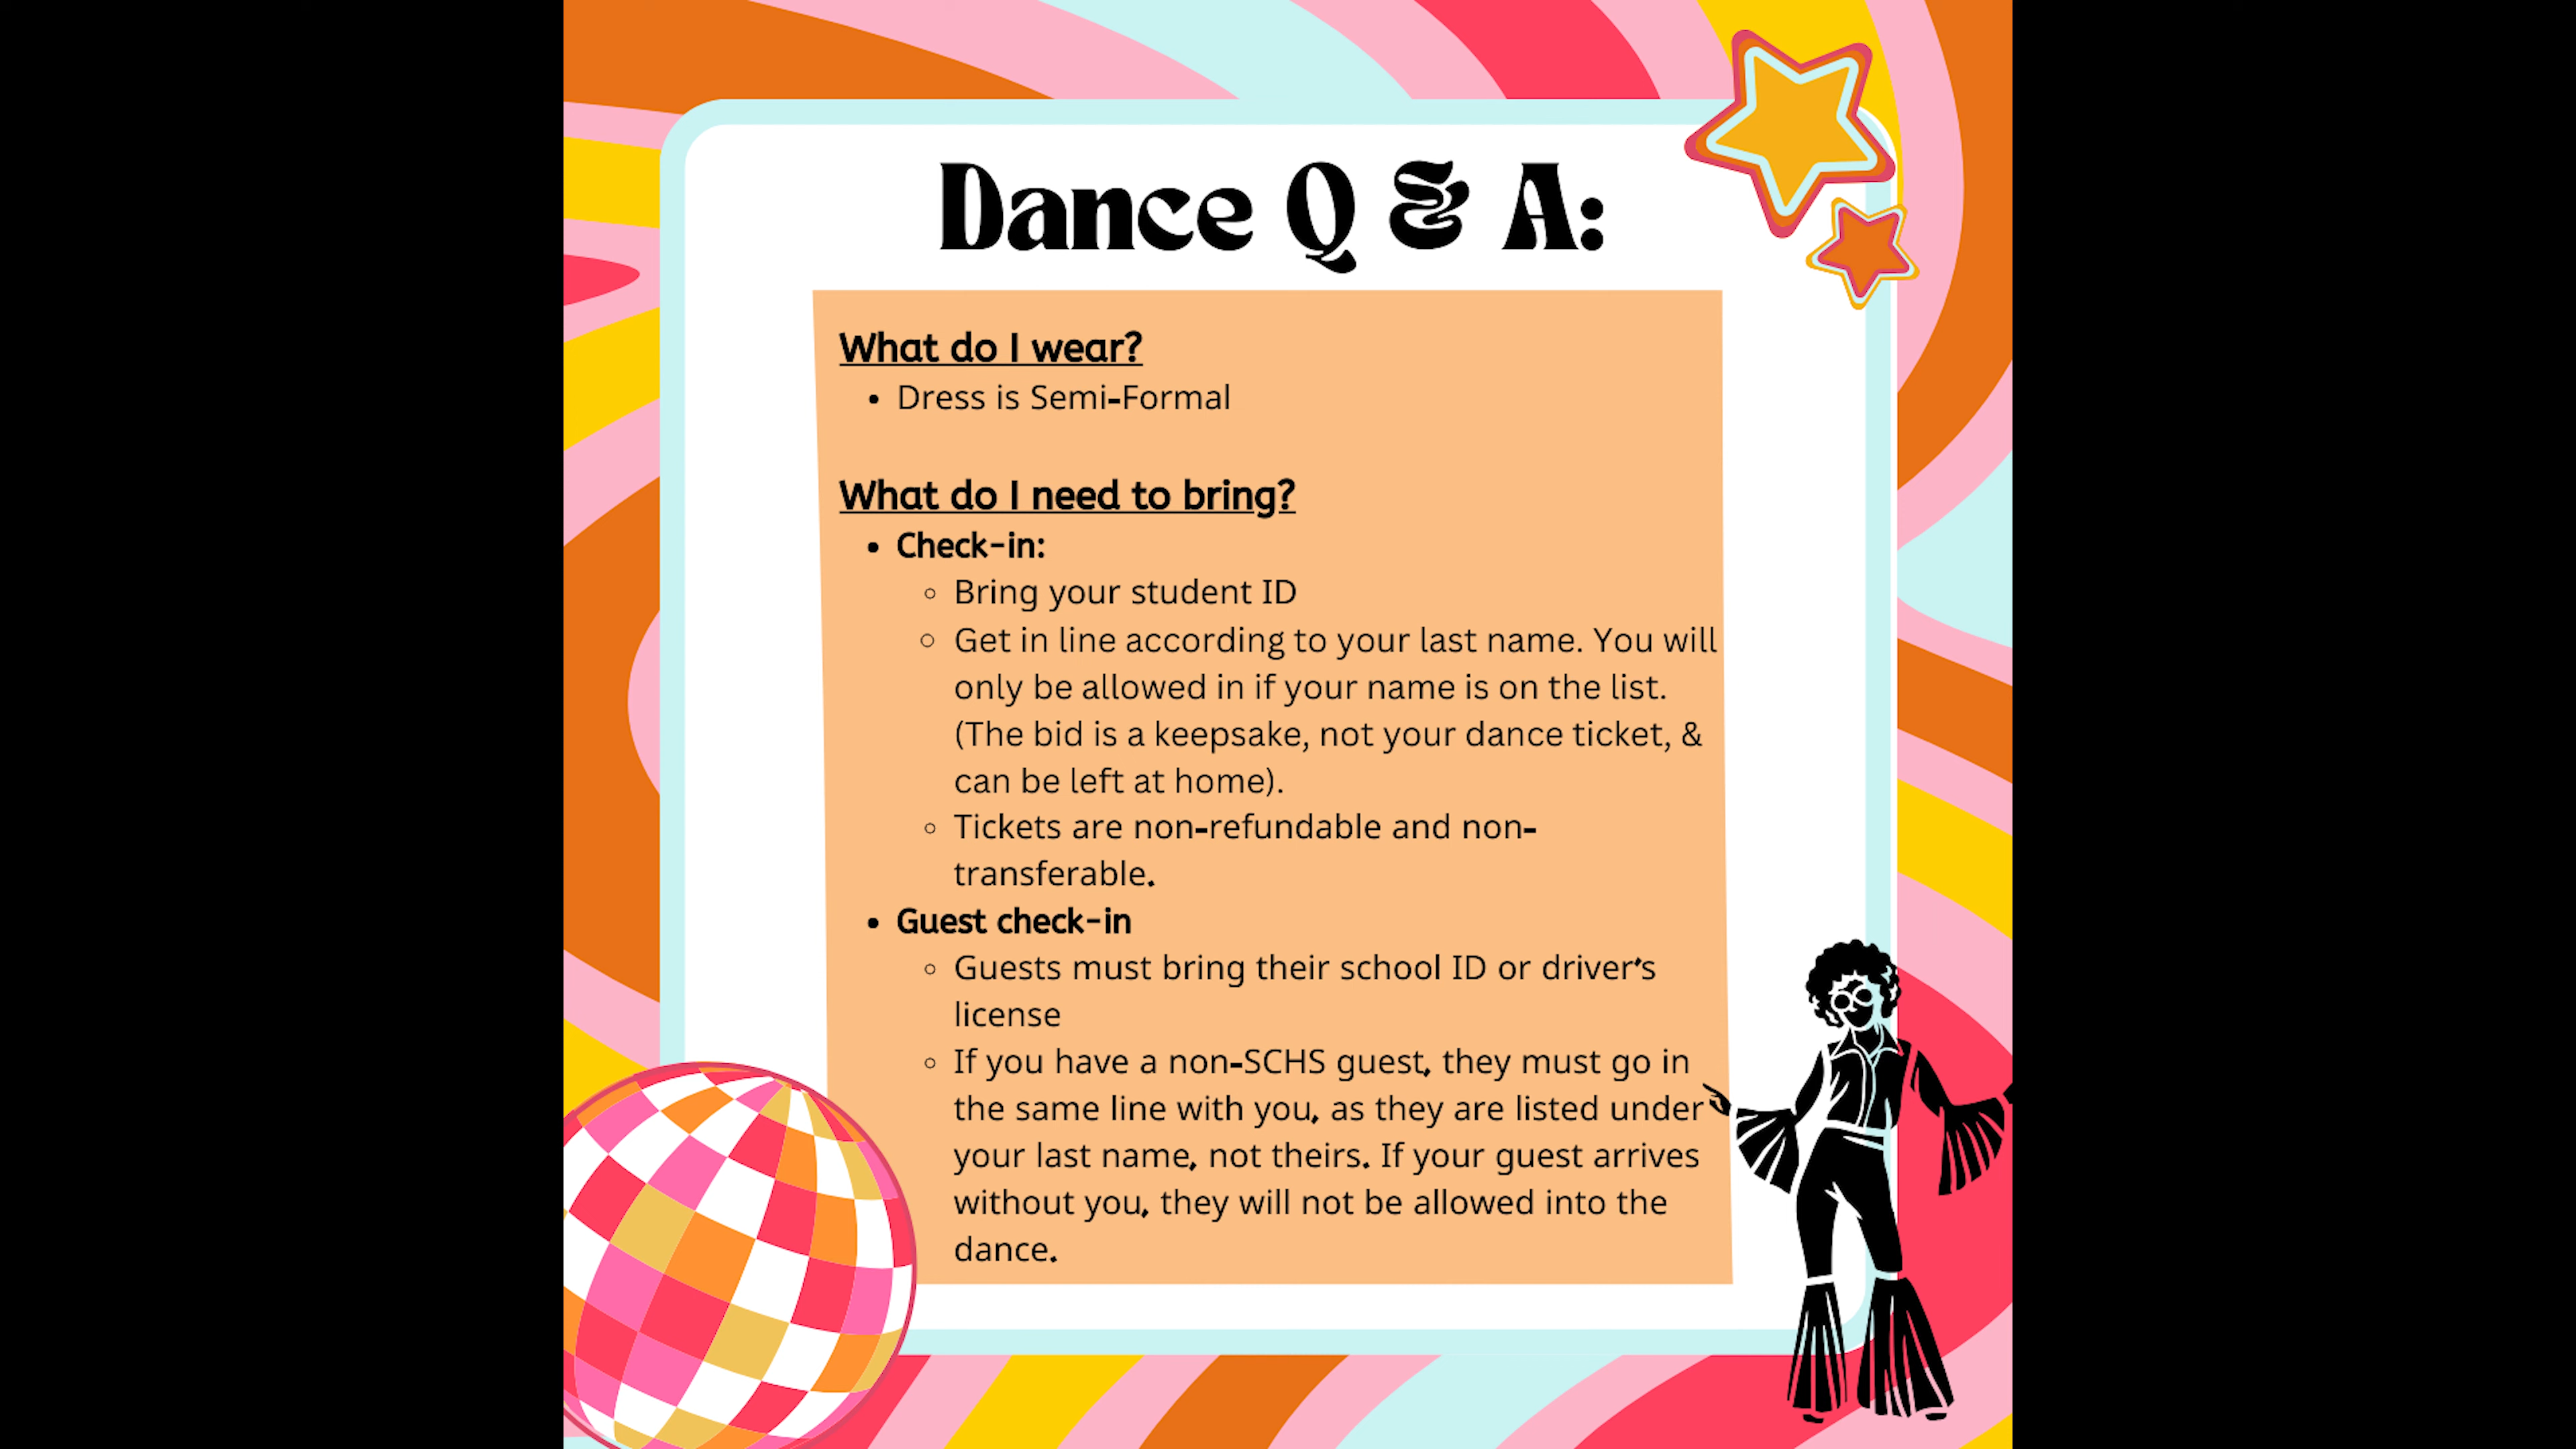 Dance Q & A:
What do I wear?
• Dress is Semi-Formal
What do I need to bring?
• Check-in:
◦ Bring your student ID
◦ Get in line according to your last name. You will
only be allowed in if your name is on the list.
(The bid is a keepsake, not your dance ticket, &
can be left at home).
◦ Tickets are non-refundable and non-
transferable.
• Guest check-in
◦ Guests must bring their school ID or driver's
license
◦ If you have a non-SCHS guest, they must go in
the same line with you, as they are listed under
your last name, not theirs. If your guest arrives
without you, they will not be allowed into the
dance.